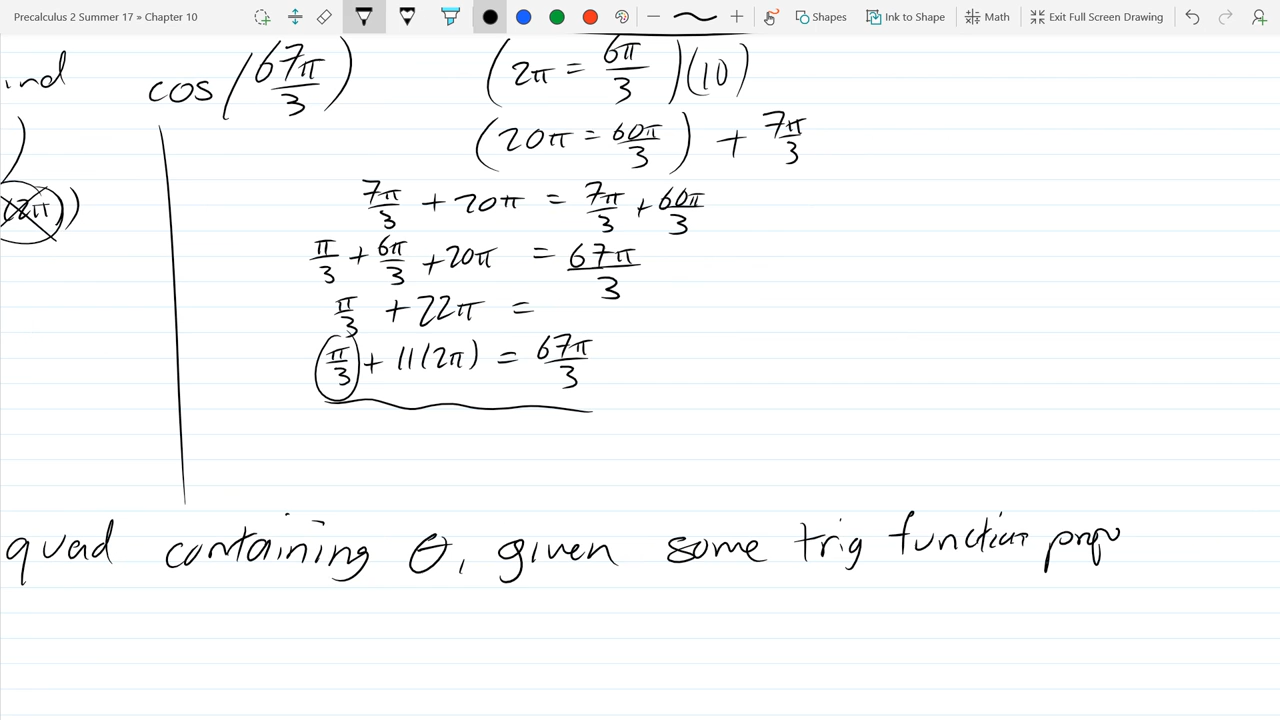 Precalculus 2 Summer 17 » Chapter 10
Shapes
Ink to Shape
Math
Exit Full Screen Drawing
ind cos(67π/3)
(2π = 6π/3)(10)
(20π = 60π/3) + 7π/3
(2π))
7π/3 + 20π = 7π/3 + 60π/3
π/3 + 6π/3 + 20π = 67π/3
π/3 + 22π =
π/3 + 11(2π) = 67π/3
quad containing θ, given some trig function prop